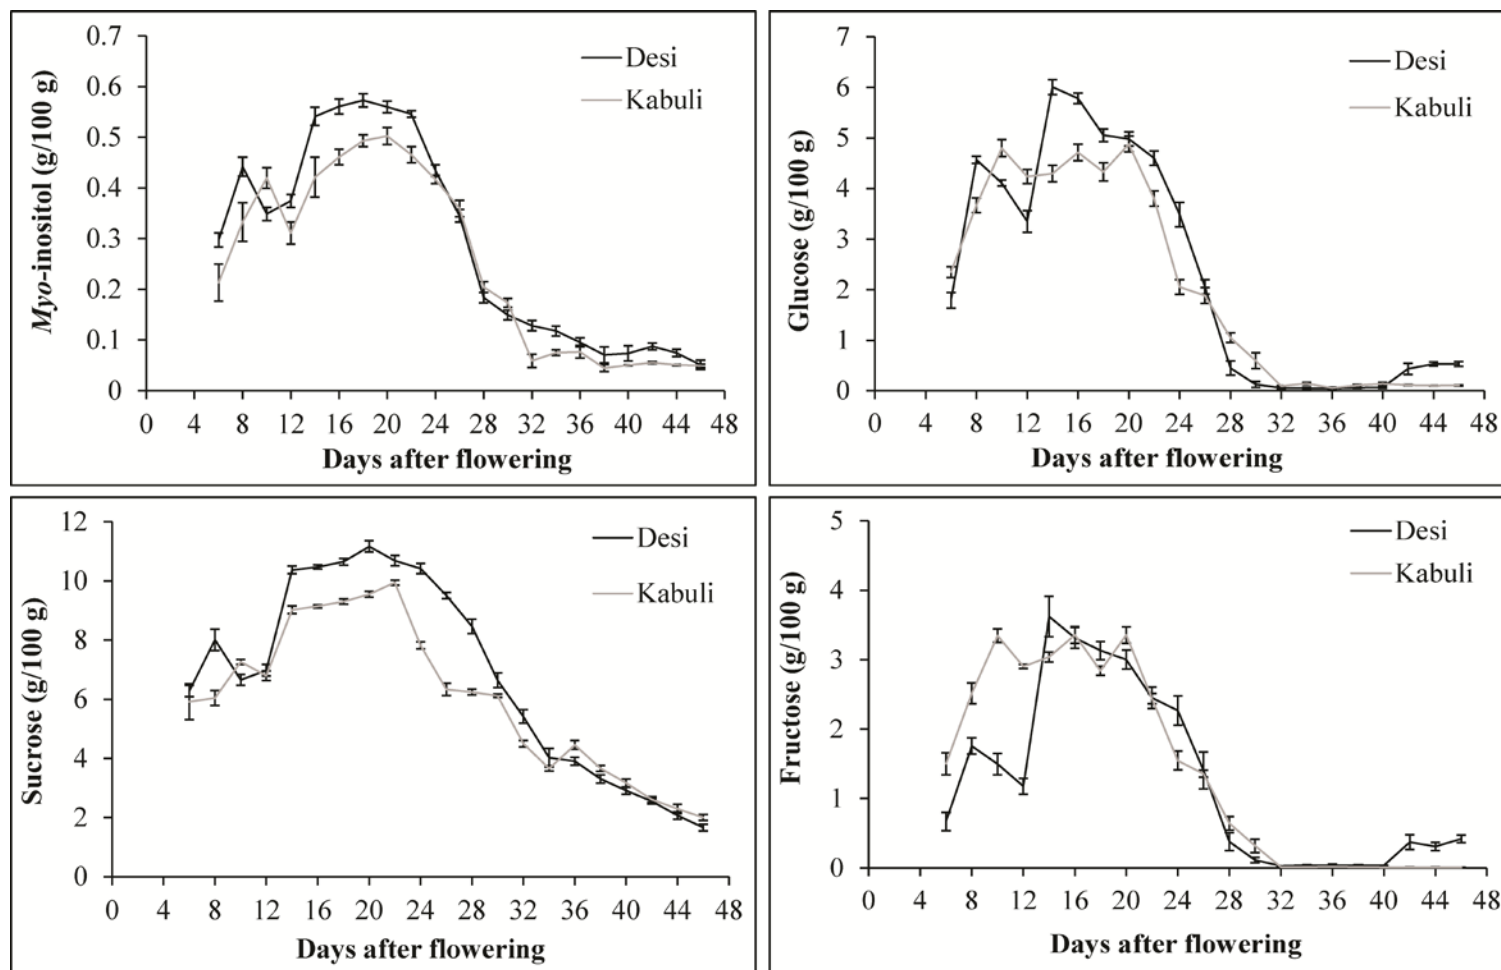 Myo-inositol (g/100 g)
0.7
0.6
0.5
0.4
0.3
0.2
0.1
0
Desi
Kabuli
0 4 8 12 16 20 24 28 32 36 40 44 48
Days after flowering
Glucose (g/100 g)
7
6
5
4
3
2
1
0
Desi
Kabuli
0 4 8 12 16 20 24 28 32 36 40 44 48
Days after flowering
Sucrose (g/100 g)
12
10
8
6
4
2
0
Desi
Kabuli
0 4 8 12 16 20 24 28 32 36 40 44 48
Days after flowering
Fructose (g/100 g)
5
4
3
2
1
0
Desi
Kabuli
0 4 8 12 16 20 24 28 32 36 40 44 48
Days after flowering